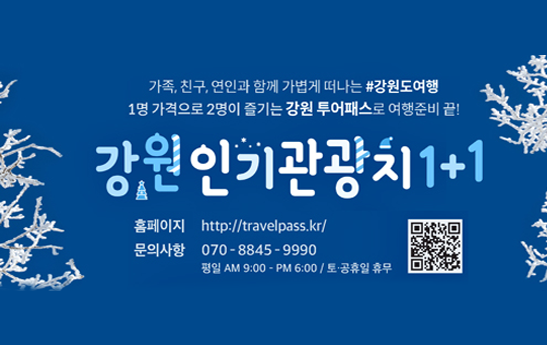 가족, 친구, 연인과 함께 가볍게 떠나는 #강원도여행
1명 가격으로 2명이 즐기는 강원 투어패스로 여행준비 끝!
강원 인기관광지 1+1
홈페이지 http://travelpass.kr/
문의사항 070 - 8845 - 9990
평일 AM 9:00 - PM 6:00 / 토·공휴일 휴무